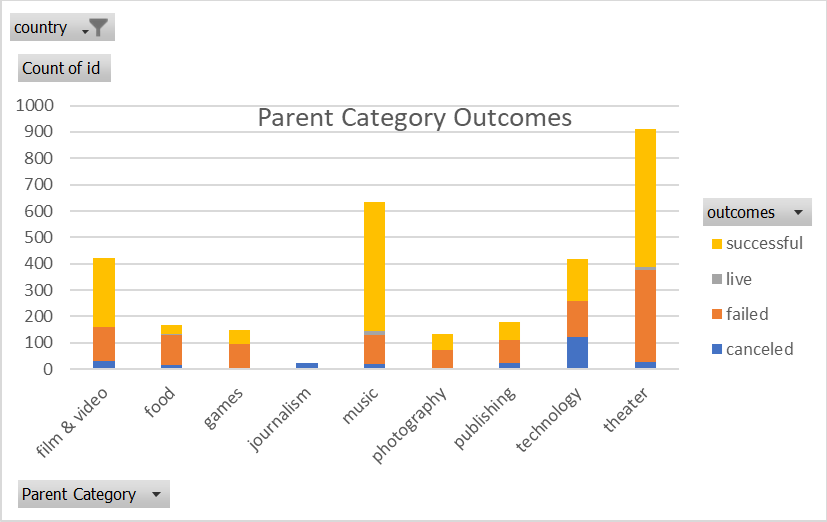 country
Count of id
Parent Category Outcomes
1000
900
800
700
600
500
400
300
200
100
0
film & video
food
games
journalism
music
photography
publishing
technology
theater
outcomes
successful
live
failed
canceled
Parent Category